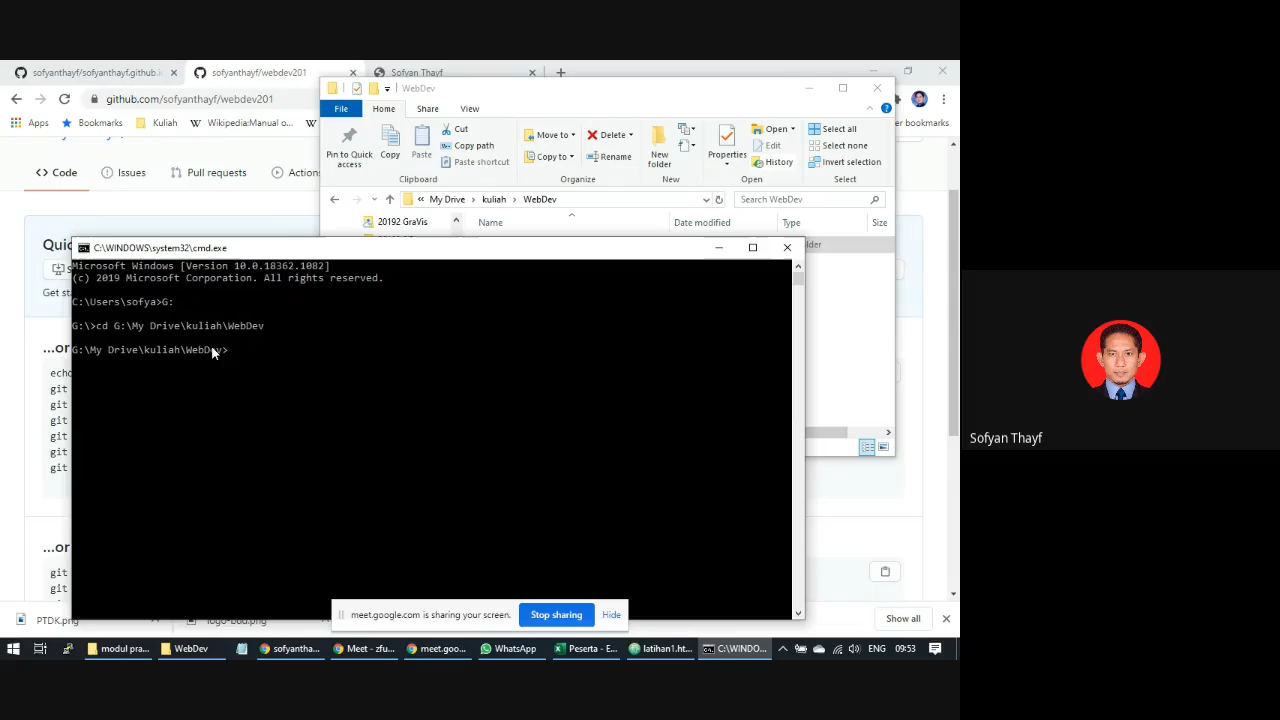 sofyanthayf/sofyanthayf.github.i
sofyanthayf/webdev201
Sofyan Thayf
github.com/sofyanthayf/webdev201
Apps
Bookmarks
Kuliah
Wikipedia:Manual o...
bookmarks
Code
Issues
Pull requests
Action
WebDev
File
Home
Share
View
Pin to Quick access
Copy
Paste
Cut
Copy path
Paste shortcut
Clipboard
Move to
Copy to
Delete
Rename
Organize
New folder
New
Properties
Open
Edit
History
Open
Select all
Select none
Invert selection
Select
« My Drive > kuliah > WebDev
Search WebDev
20192 GraVis
Name
Date modified
Type
Size
older
Quic
S
Get sta
...or
echo
git
git
git
git
git
git
...or
git
git
C:\WINDOWS\system32\cmd.exe
Microsoft Windows [Version 10.0.18362.1082]
(c) 2019 Microsoft Corporation. All rights reserved.
C:\Users\sofya>G:
G:\>cd G:\My Drive\kuliah\WebDev
G:\My Drive\kuliah\WebDev>
meet.google.com is sharing your screen.
Stop sharing
Hide
PTDK.png
Show all
modul pra...
WebDev
sofyantha...
Meet - zfu...
meet.goo...
WhatsApp
Peserta - E...
latihan1.ht...
C:\WINDO...
ENG
09:53
Sofyan Thayf